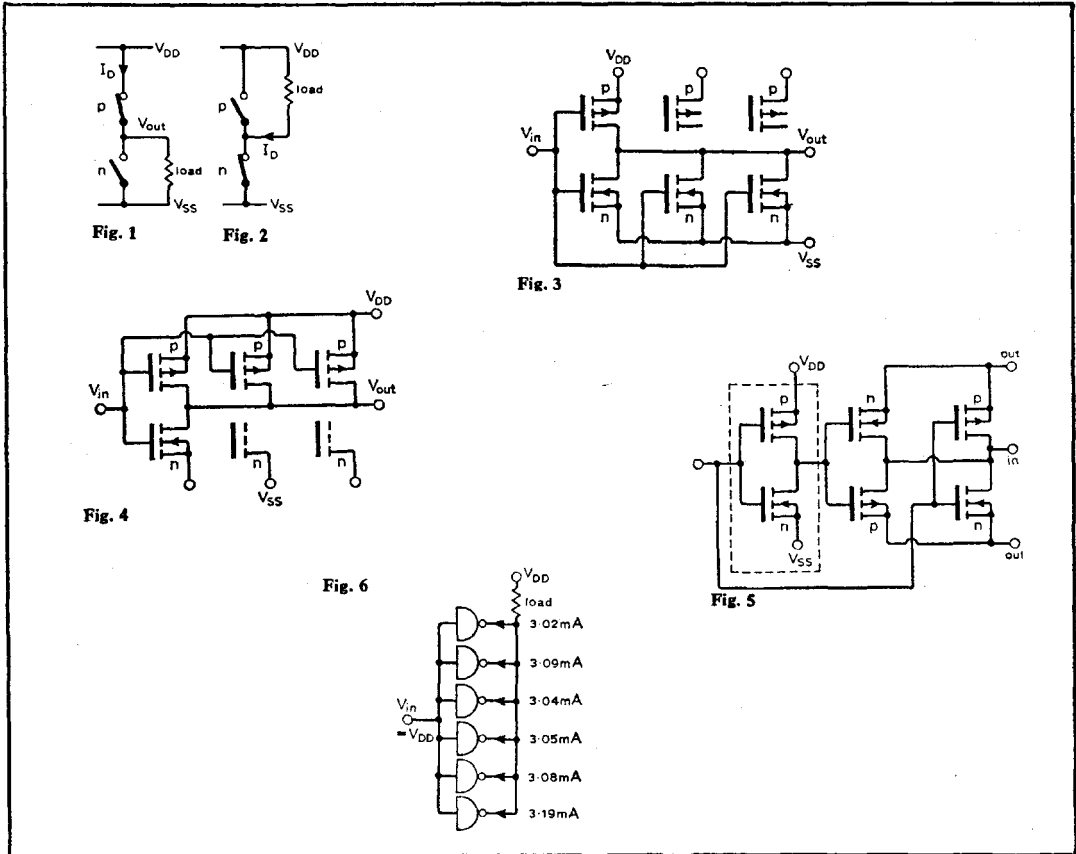 V_DD
I_D
p
V_out
n
load
V_SS
Fig. 1
V_DD
load
p
I_D
n
V_SS
Fig. 2
V_DD
p
p
p
V_in
V_out
n
n
n
V_SS
Fig. 3
V_DD
p
p
p
V_in
V_out
n
n
n
V_SS
Fig. 4
V_DD
out
p
n
p
in
n
p
n
V_SS
out
Fig. 5
Fig. 6
V_DD
load
3·02mA
3·09mA
3·04mA
V_in
= V_DD
3·05mA
3·08mA
3·19mA